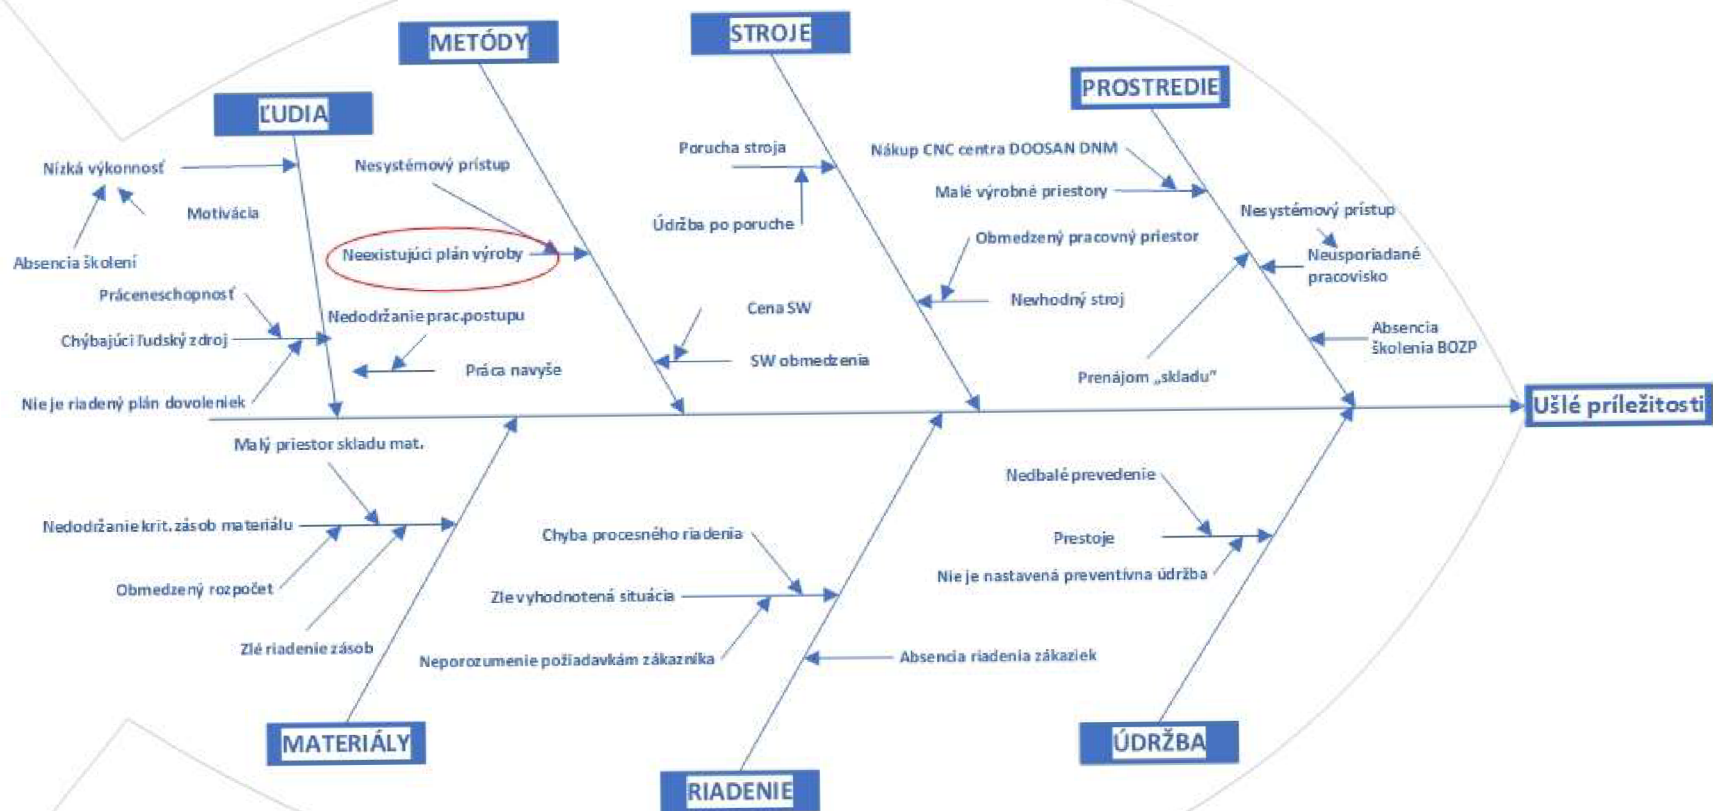 METÓDY
STROJE
PROSTREDIE
ĽUDIA
Nízká výkonnosť
Motivácia
Absencia školení
Práceneschopnosť
Chýbajúci ľudský zdroj
Nie je riadený plán dovoleniek
Nesystémový prístup
Neexistujúci plán výroby
Nedodržanie prac.postupu
Práca navyše
Cena SW
SW obmedzenia
Porucha stroja
Údržba po poruche
Obmedzený pracovný priestor
Nevhodný stroj
Nákup CNC centra DOOSAN DNM
Malé výrobné priestory
Nesystémový prístup
Neusporiadané
pracovisko
Absencia
školenia BOZP
Prenájom „skladu“
Ušlé príležitosti
Malý priestor skladu mat.
Nedodržanie krit. zásob materiálu
Obmedzený rozpočet
Zlé riadenie zásob
Chyba procesného riadenia
Zle vyhodnotená situácia
Neporozumenie požiadavkám zákazníka
Absencia riadenia zákaziek
Nedbalé prevedenie
Prestoje
Nie je nastavená preventívna údržba
MATERIÁLY
RIADENIE
ÚDRŽBA